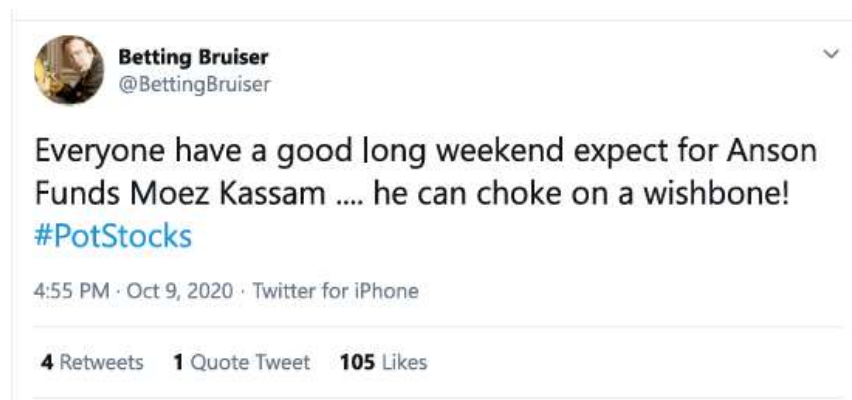 Betting Bruiser
@BettingBruiser
Everyone have a good long weekend expect for Anson
Funds Moez Kassam .... he can choke on a wishbone!
#PotStocks
4:55 PM · Oct 9, 2020 · Twitter for iPhone
4 Retweets 1 Quote Tweet 105 Likes